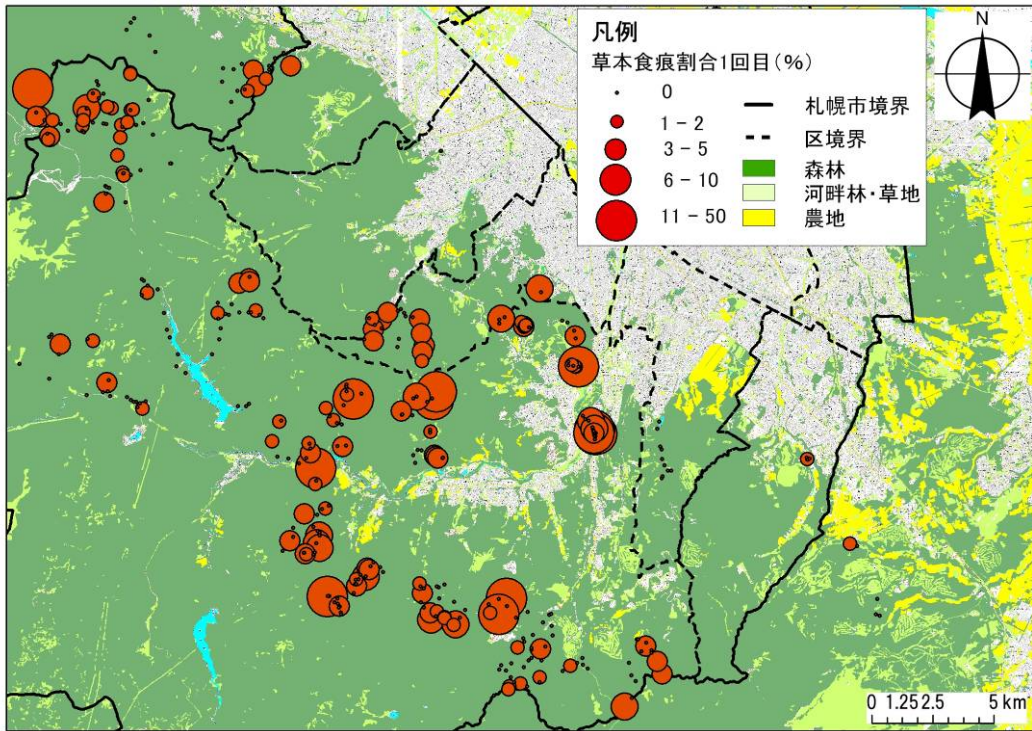 凡例
草本食痕割合1回目(%)
0
1 - 2
3 - 5
6 - 10
11 - 50
札幌市境界
区境界
森林
河畔林・草地
農地
N
0 1.25 2.5 5 km